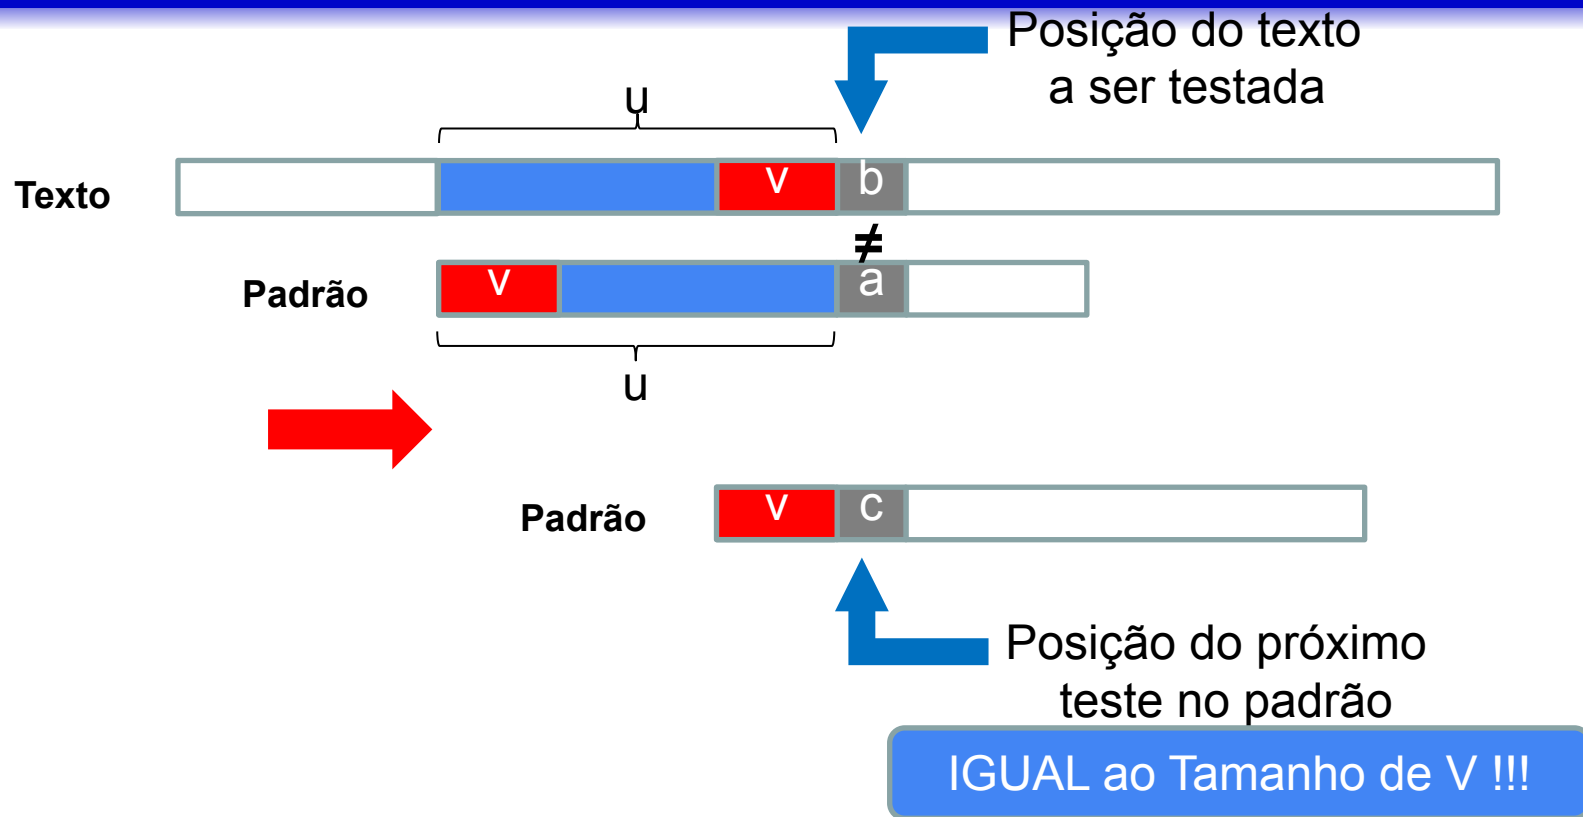 Posição do texto
a ser testada
u
Texto
v b
≠
Padrão
v a
u
Padrão
v c
Posição do próximo
teste no padrão
IGUAL ao Tamanho de V !!!